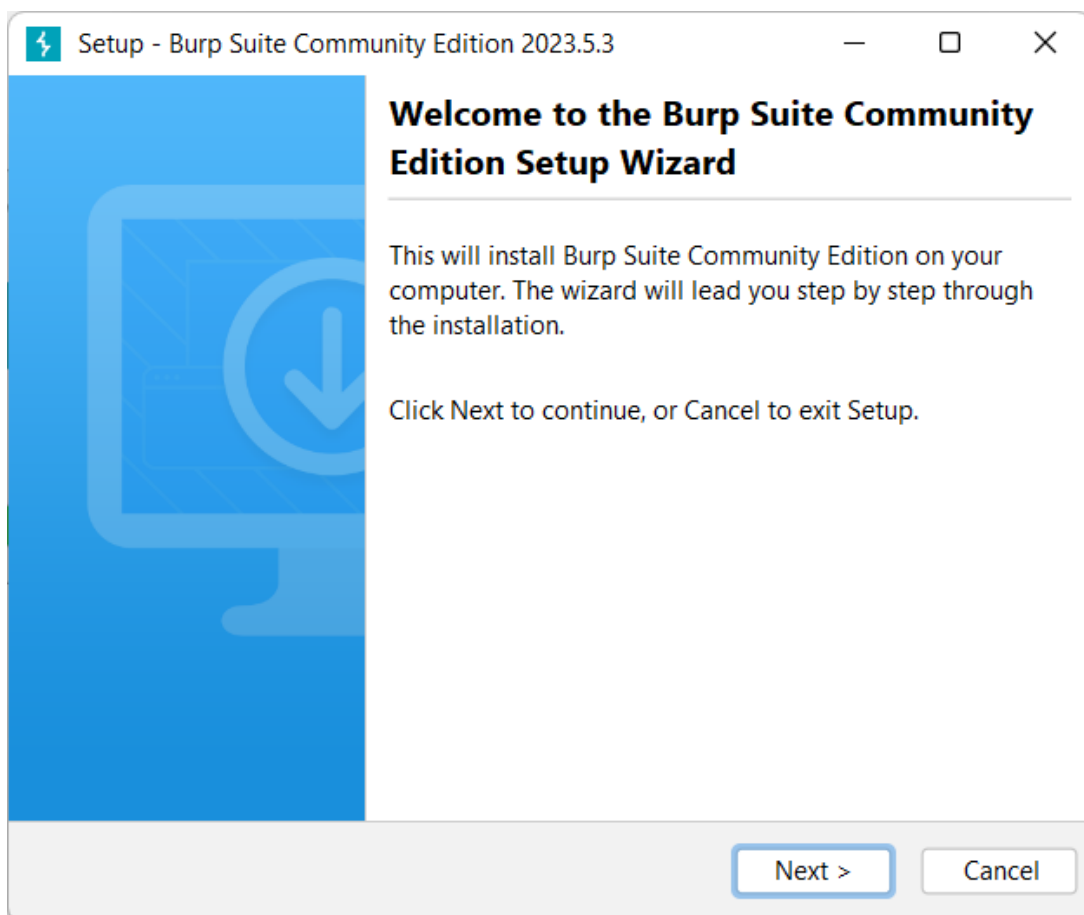 Setup - Burp Suite Community Edition 2023.5.3
Welcome to the Burp Suite Community
Edition Setup Wizard
This will install Burp Suite Community Edition on your
computer. The wizard will lead you step by step through
the installation.
Click Next to continue, or Cancel to exit Setup.
Next >
Cancel